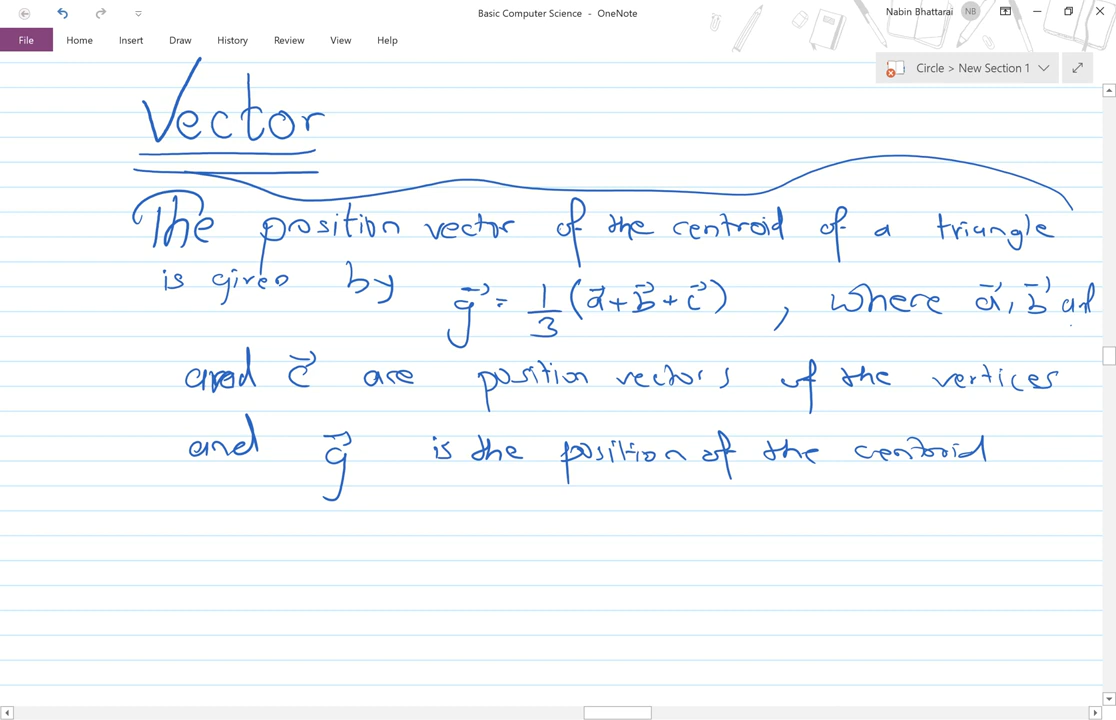 Basic Computer Science - OneNote
Nabin Bhattarai NB
File Home Insert Draw History Review View Help
Circle > New Section 1
Vector
The position vector of the centroid of a triangle
is given by g⃗ = 1/3 (a⃗ + b⃗ + c⃗) , where a⃗, b⃗ and
and c⃗ are position vectors of the vertices
and g⃗ is the position of the centroid